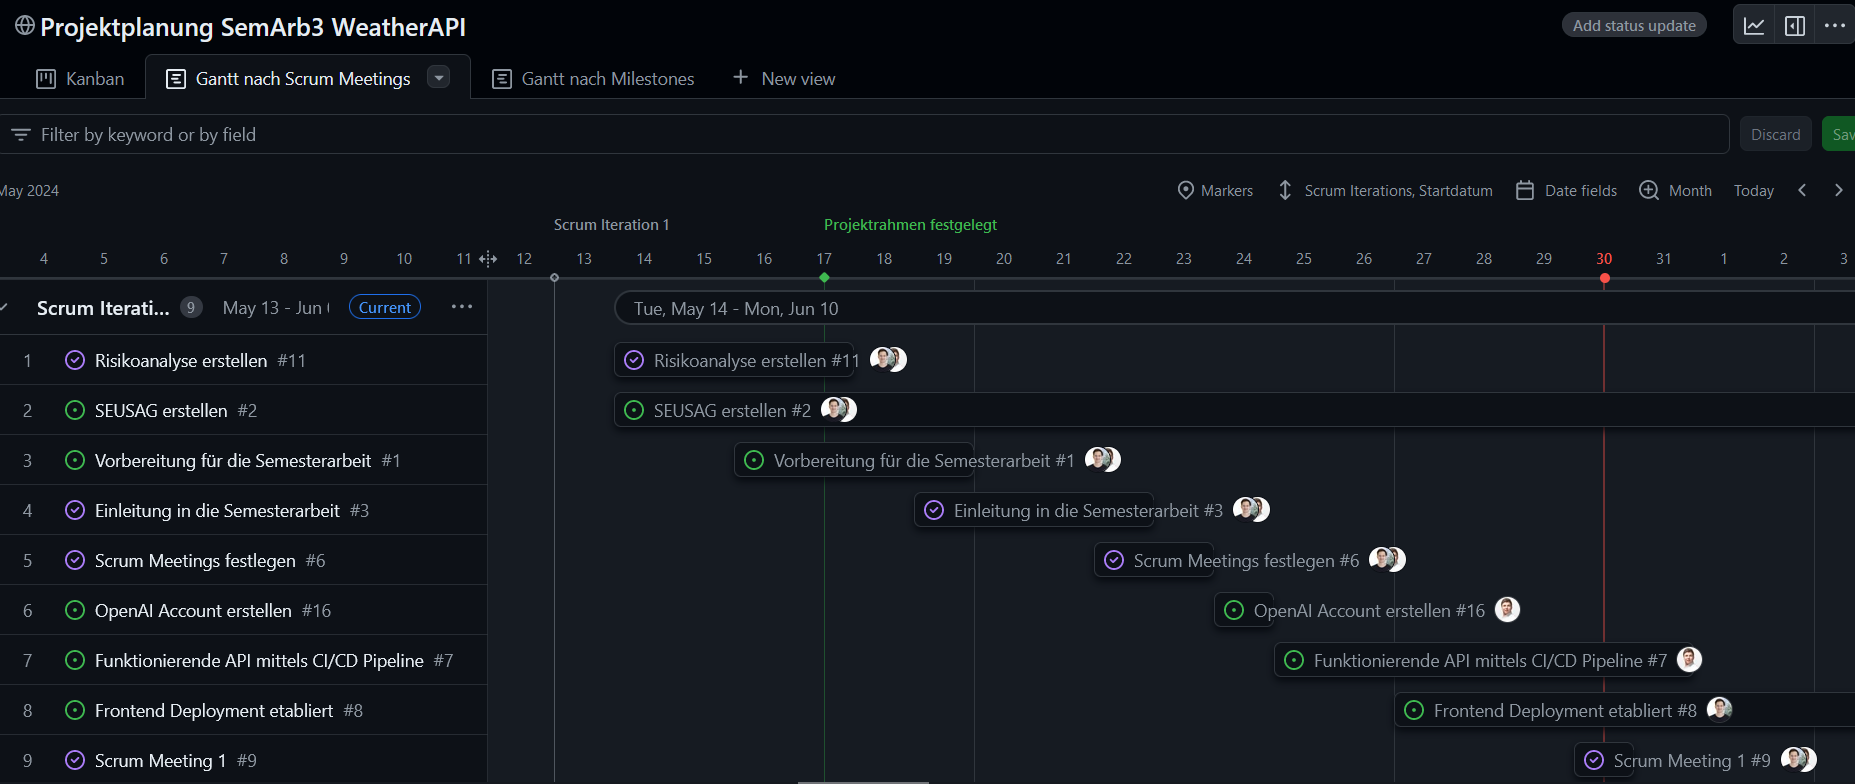 Projektplanung SemArb3 WeatherAPI
Add status update
Kanban
Gantt nach Scrum Meetings
Gantt nach Milestones
New view
Filter by keyword or by field
Discard
Sav
May 2024
Markers
Scrum Iterations, Startdatum
Date fields
Month
Today
Scrum Iteration 1
Projektrahmen festgelegt
4 5 6 7 8 9 10 11 12 13 14 15 16 17 18 19 20 21 22 23 24 25 26 27 28 29 30 31 1 2 3
Scrum Iterati... 9 May 13 - Jun Current
Tue, May 14 - Mon, Jun 10
1 Risikoanalyse erstellen #11
Risikoanalyse erstellen #11
2 SEUSAG erstellen #2
SEUSAG erstellen #2
3 Vorbereitung für die Semesterarbeit #1
Vorbereitung für die Semesterarbeit #1
4 Einleitung in die Semesterarbeit #3
Einleitung in die Semesterarbeit #3
5 Scrum Meetings festlegen #6
Scrum Meetings festlegen #6
6 OpenAI Account erstellen #16
OpenAI Account erstellen #16
7 Funktionierende API mittels CI/CD Pipeline #7
Funktionierende API mittels CI/CD Pipeline #7
8 Frontend Deployment etabliert #8
Frontend Deployment etabliert #8
9 Scrum Meeting 1 #9
Scrum Meeting 1 #9